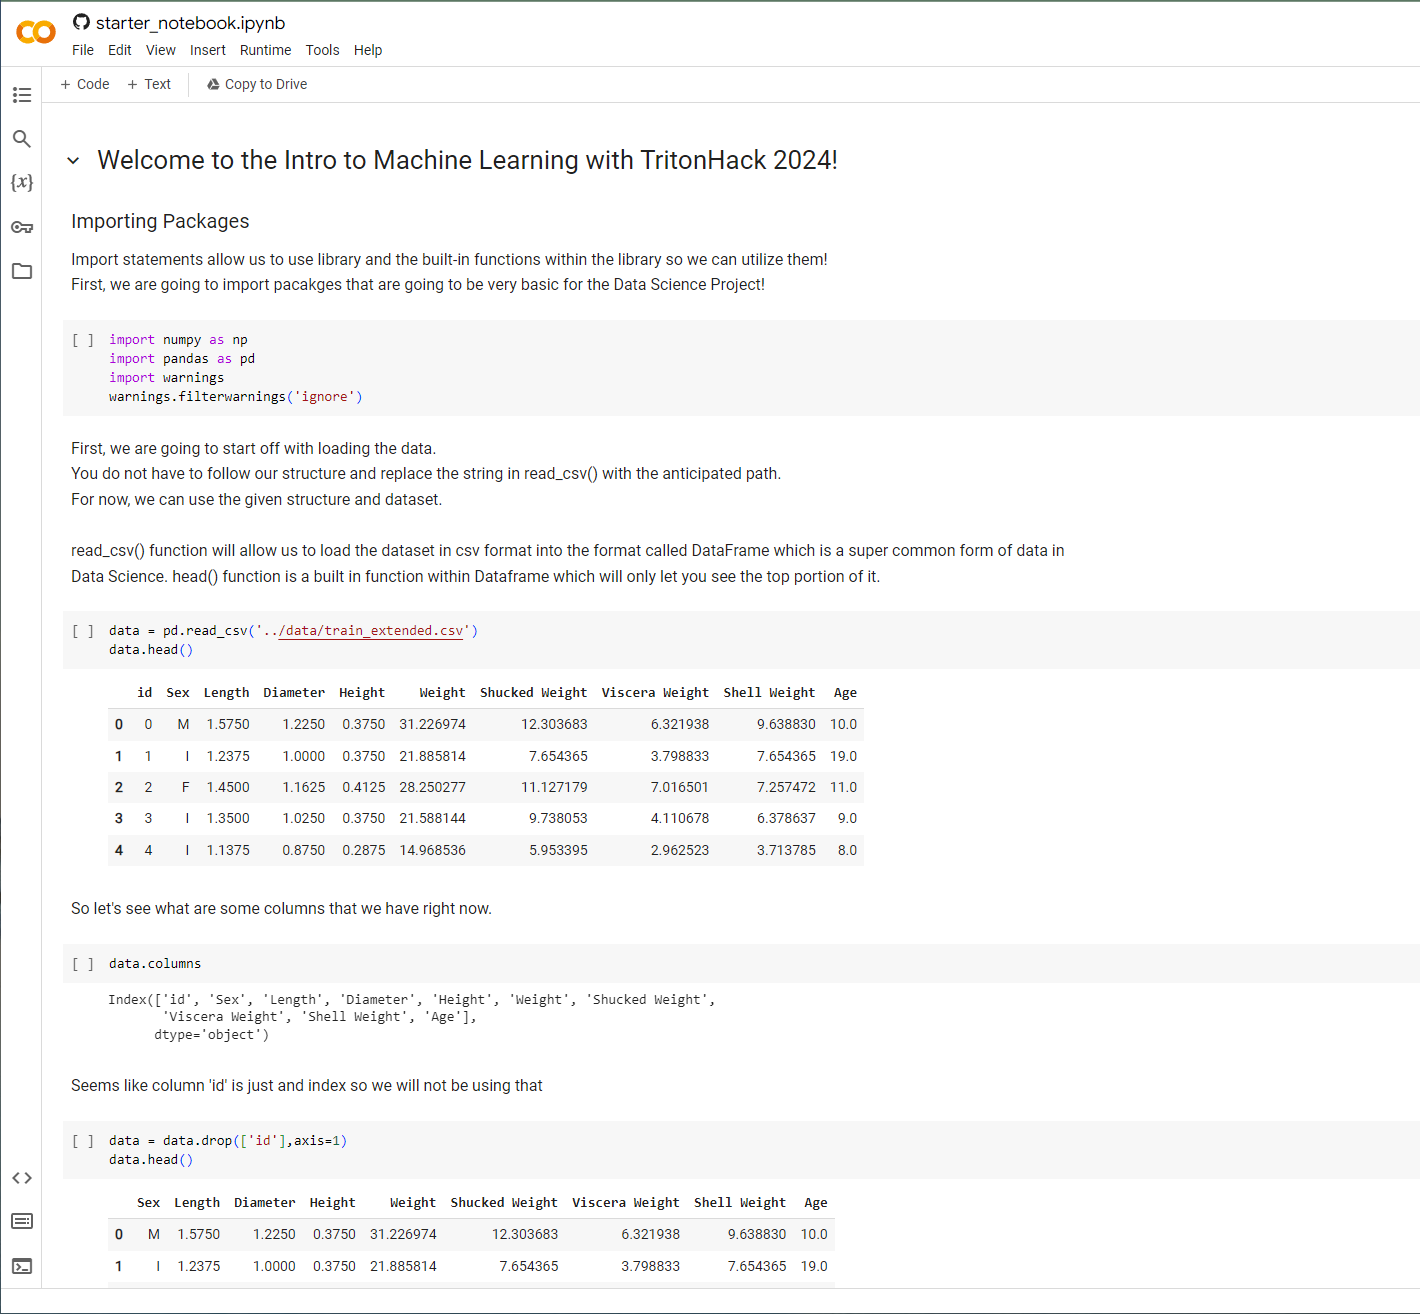 starter_notebook.ipynb
File Edit View Insert Runtime Tools Help
+ Code + Text Copy to Drive
Welcome to the Intro to Machine Learning with TritonHack 2024!
Importing Packages
Import statements allow us to use library and the built-in functions within the library so we can utilize them!
First, we are going to import pacakges that are going to be very basic for the Data Science Project!
[ ] import numpy as np
import pandas as pd
import warnings
warnings.filterwarnings('ignore')
First, we are going to start off with loading the data.
You do not have to follow our structure and replace the string in read_csv() with the anticipated path.
For now, we can use the given structure and dataset.
read_csv() function will allow us to load the dataset in csv format into the format called DataFrame which is a super common form of data in
Data Science. head() function is a built in function within Dataframe which will only let you see the top portion of it.
[ ] data = pd.read_csv('../data/train_extended.csv')
data.head()
id Sex Length Diameter Height Weight Shucked Weight Viscera Weight Shell Weight Age
0 0 M 1.5750 1.2250 0.3750 31.226974 12.303683 6.321938 9.638830 10.0
1 1 I 1.2375 1.0000 0.3750 21.885814 7.654365 3.798833 7.654365 19.0
2 2 F 1.4500 1.1625 0.4125 28.250277 11.127179 7.016501 7.257472 11.0
3 3 I 1.3500 1.0250 0.3750 21.588144 9.738053 4.110678 6.378637 9.0
4 4 I 1.1375 0.8750 0.2875 14.968536 5.953395 2.962523 3.713785 8.0
So let's see what are some columns that we have right now.
[ ] data.columns
Index(['id', 'Sex', 'Length', 'Diameter', 'Height', 'Weight', 'Shucked Weight',
'Viscera Weight', 'Shell Weight', 'Age'],
dtype='object')
Seems like column 'id' is just and index so we will not be using that
[ ] data = data.drop(['id'],axis=1)
data.head()
Sex Length Diameter Height Weight Shucked Weight Viscera Weight Shell Weight Age
0 M 1.5750 1.2250 0.3750 31.226974 12.303683 6.321938 9.638830 10.0
1 I 1.2375 1.0000 0.3750 21.885814 7.654365 3.798833 7.654365 19.0